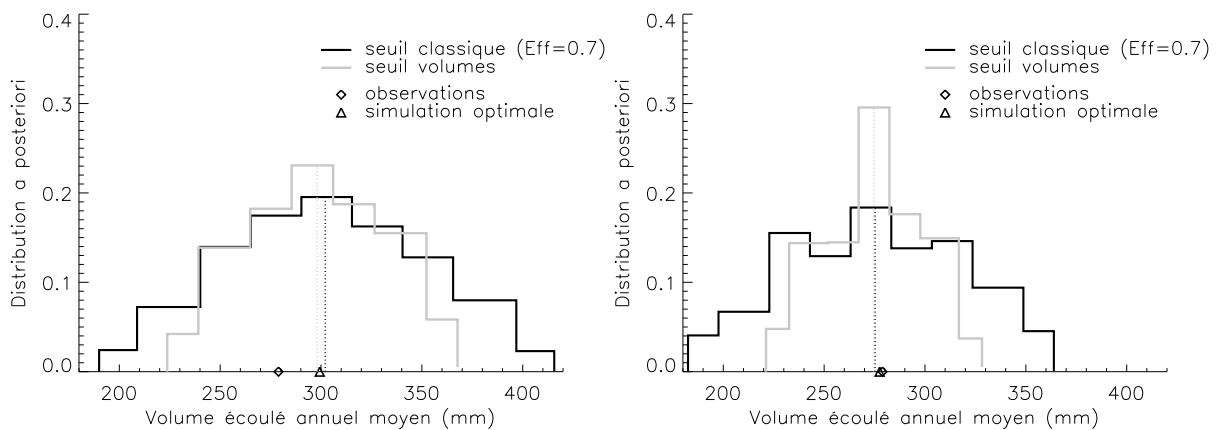 0.4
0.3
0.2
0.1
0.0
Distribution a posteriori
seuil classique (Eff=0.7)
seuil volumes
observations
simulation optimale
200 250 300 350 400
Volume écoulé annuel moyen (mm)
0.4
0.3
0.2
0.1
0.0
Distribution a posteriori
seuil classique (Eff=0.7)
seuil volumes
observations
simulation optimale
200 250 300 350 400
Volume écoulé annuel moyen (mm)